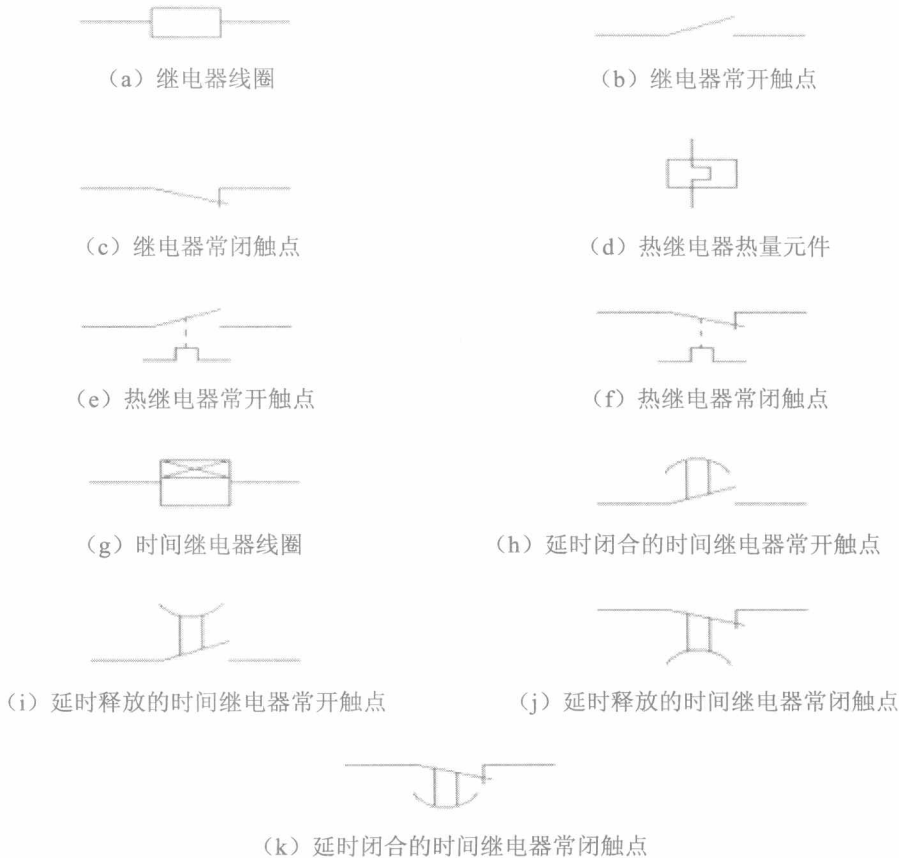 （a）继电器线圈
（b）继电器常开触点
（c）继电器常闭触点
（d）热继电器热量元件
（e）热继电器常开触点
（f）热继电器常闭触点
（g）时间继电器线圈
（h）延时闭合的时间继电器常开触点
（i）延时释放的时间继电器常开触点
（j）延时释放的时间继电器常闭触点
（k）延时闭合的时间继电器常闭触点